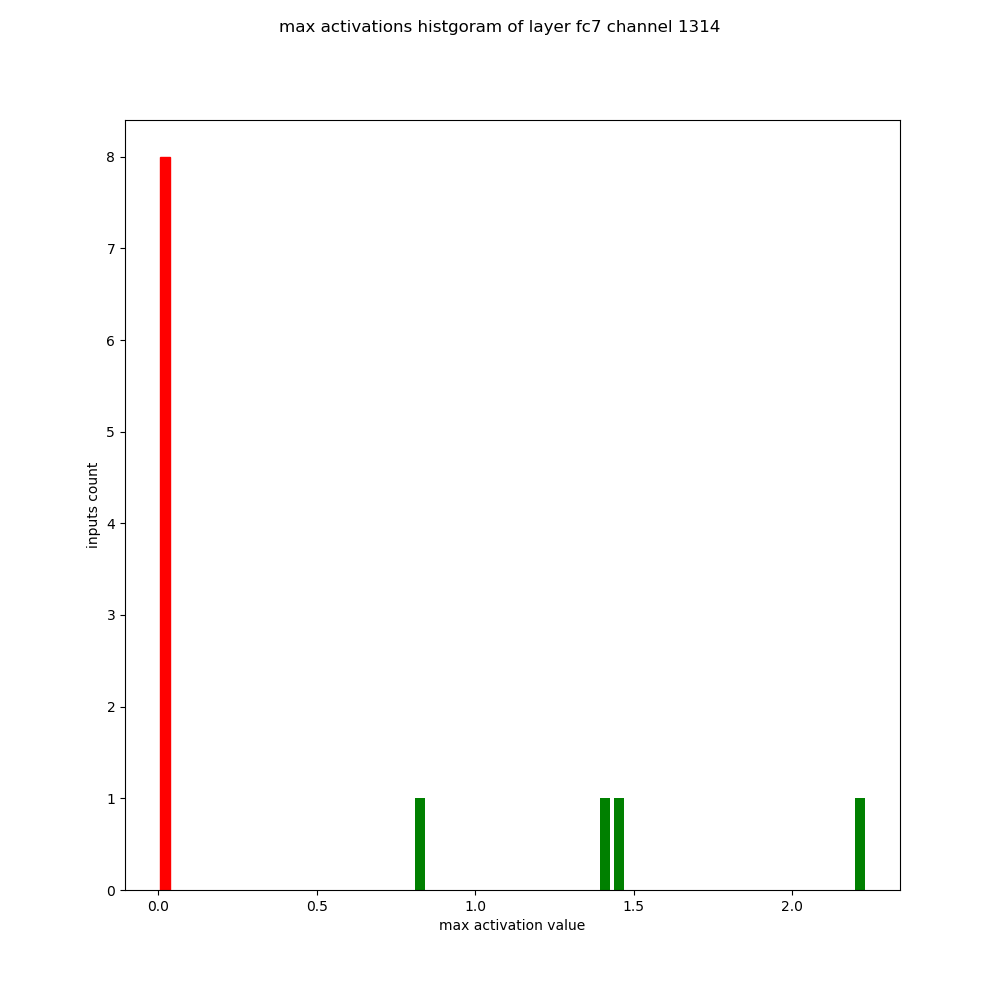 max activations histgoram of layer fc7 channel 1314
8
7
6
5
4
3
2
1
0
inputs count
0.0 0.5 1.0 1.5 2.0
max activation value